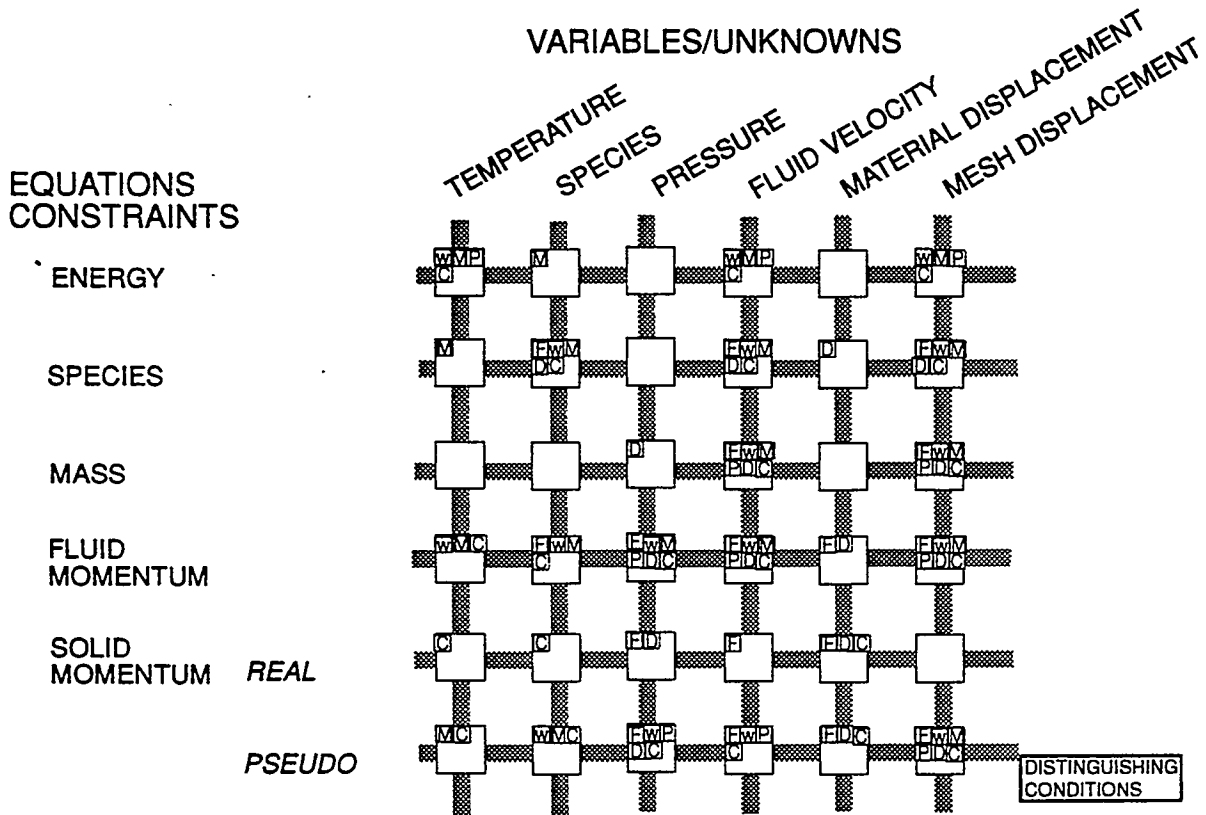 VARIABLES/UNKNOWNS
TEMPERATURE
SPECIES
PRESSURE
FLUID VELOCITY
MATERIAL DISPLACEMENT
MESH DISPLACEMENT
EQUATIONS
CONSTRAINTS
ENERGY
W M P
C
M
W M P
C
W M P
C
SPECIES
M
F W M
D C
F W M
D C
D
F W M
D C
MASS
D
F W M
P D C
F W M
P D C
FLUID
MOMENTUM
W M C
F W M
C
F W M
P D C
F W M
P D C
F D
F W M
P D C
SOLID
MOMENTUM REAL
C
C
F D
F
F D C
PSEUDO
M C
W M C
F W P
D C
F W P
C
F D C
F W M
P D C
DISTINGUISHING
CONDITIONS